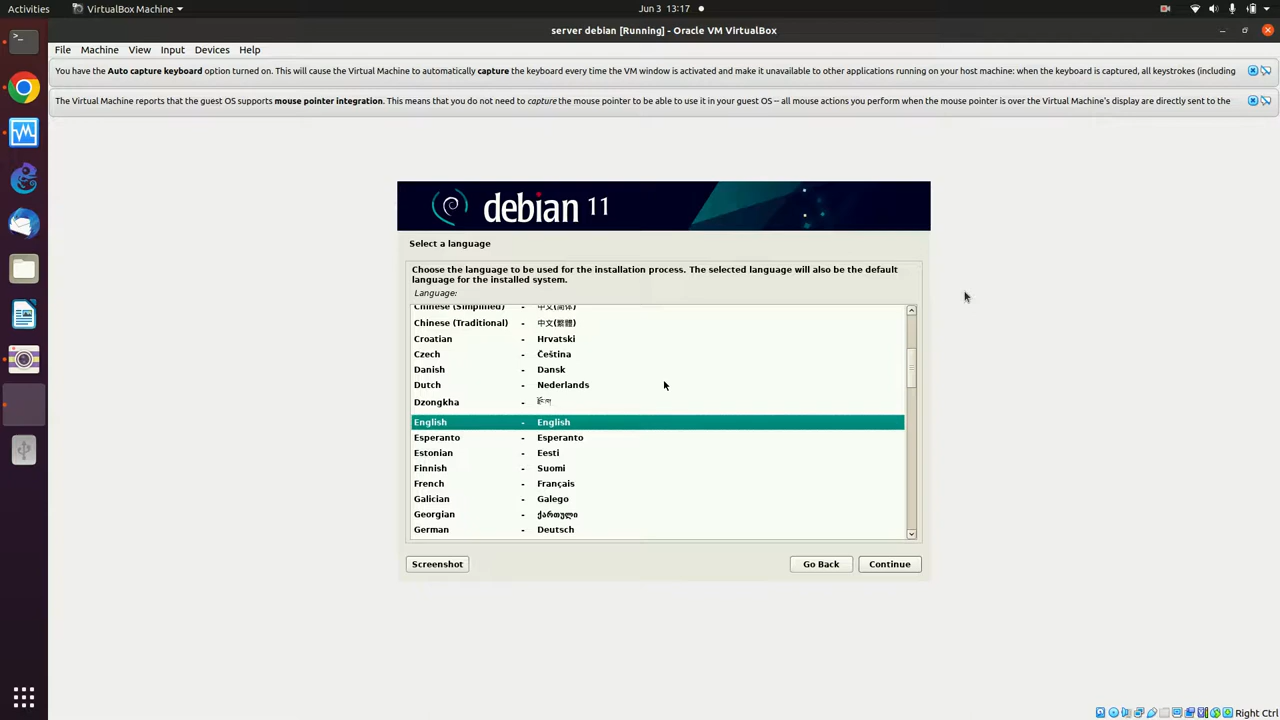 Activities
VirtualBox Machine
Jun 3 13:17
server debian [Running] - Oracle VM VirtualBox
File Machine View Input Devices Help
You have the Auto capture keyboard option turned on. This will cause the Virtual Machine to automatically capture the keyboard every time the VM window is activated and make it unavailable to other applications running on your host machine: when the keyboard is captured, all keystrokes (including
The Virtual Machine reports that the guest OS supports mouse pointer integration. This means that you do not need to capture the mouse pointer to be able to use it in your guest OS -- all mouse actions you perform when the mouse pointer is over the Virtual Machine's display are directly sent to the
debian 11
Select a language
Choose the language to be used for the installation process. The selected language will also be the default
language for the installed system.
Language:
Chinese (Simplified) - 中文(简体)
Chinese (Traditional) - 中文(繁體)
Croatian - Hrvatski
Czech - Čeština
Danish - Dansk
Dutch - Nederlands
Dzongkha - རྫོང་ཁ།
English - English
Esperanto - Esperanto
Estonian - Eesti
Finnish - Suomi
French - Français
Galician - Galego
Georgian - ქართული
German - Deutsch
Screenshot
Go Back
Continue
Right Ctrl